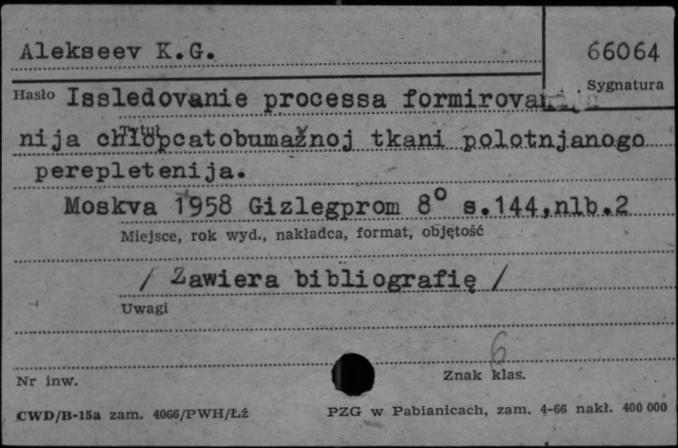 Alekseev K.G.
66064
Sygnatura
Hasło Issledovanie processa formirova
Tytuł
nija chlopcatobumažnoj tkani polotnjanogo
perepletenija.
Moskva 1958 Gizlegprom 8° s.144,nlb.2
Miejsce, rok wyd., nakładca, format, objętość
/ Zawiera bibliografię /
Uwagi
6
Nr inw.
Znak klas.
CWD/B-15a zam. 4066/PWH/Łź
PZG w Pabianicach, zam. 4-66 nakł. 400 000